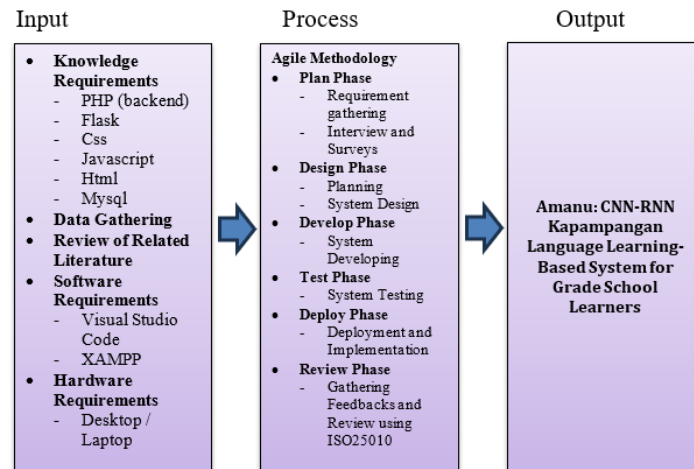 Input
Process
Output
• Knowledge
Requirements
- PHP (backend)
- Flask
- Css
- Javascript
- Html
- Mysql
• Data Gathering
• Review of Related
Literature
• Software
Requirements
- Visual Studio
Code
- XAMPP
• Hardware
Requirements
- Desktop /
Laptop
Agile Methodology
• Plan Phase
- Requirement
gathering
- Interview and
Surveys
• Design Phase
- Planning
- System Design
• Develop Phase
- System
Developing
• Test Phase
- System Testing
• Deploy Phase
- Deployment and
Implementation
• Review Phase
- Gathering
Feedbacks and
Review using
ISO25010
Amanu: CNN-RNN
Kapampangan
Language Learning-
Based System for
Grade School
Learners